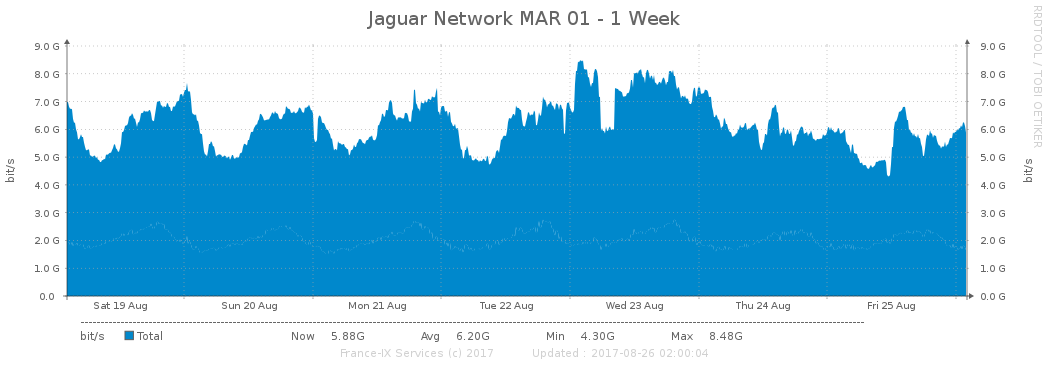 Jaguar Network MAR 01 - 1 Week
RRDTOOL / TOBI OETIKER
9.0 G 9.0 G
8.0 G 8.0 G
7.0 G 7.0 G
6.0 G 6.0 G
5.0 G 5.0 G
bit/s bit/s
4.0 G 4.0 G
3.0 G 3.0 G
2.0 G 2.0 G
1.0 G 1.0 G
0.0 0.0 G
Sat 19 Aug Sun 20 Aug Mon 21 Aug Tue 22 Aug Wed 23 Aug Thu 24 Aug Fri 25 Aug
bit/s Total Now 5.88G Avg 6.20G Min 4.30G Max 8.48G
France-IX Services (c) 2017 Updated : 2017-08-26 02:00:04